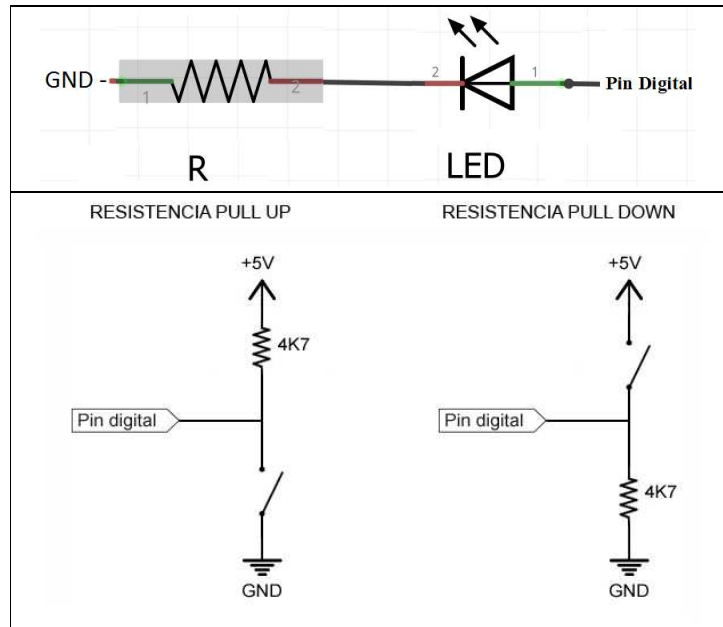 GND -
1
2
2
1
Pin Digital
R
LED
RESISTENCIA PULL UP
RESISTENCIA PULL DOWN
+5V
+5V
4K7
Pin digital
Pin digital
4K7
GND
GND